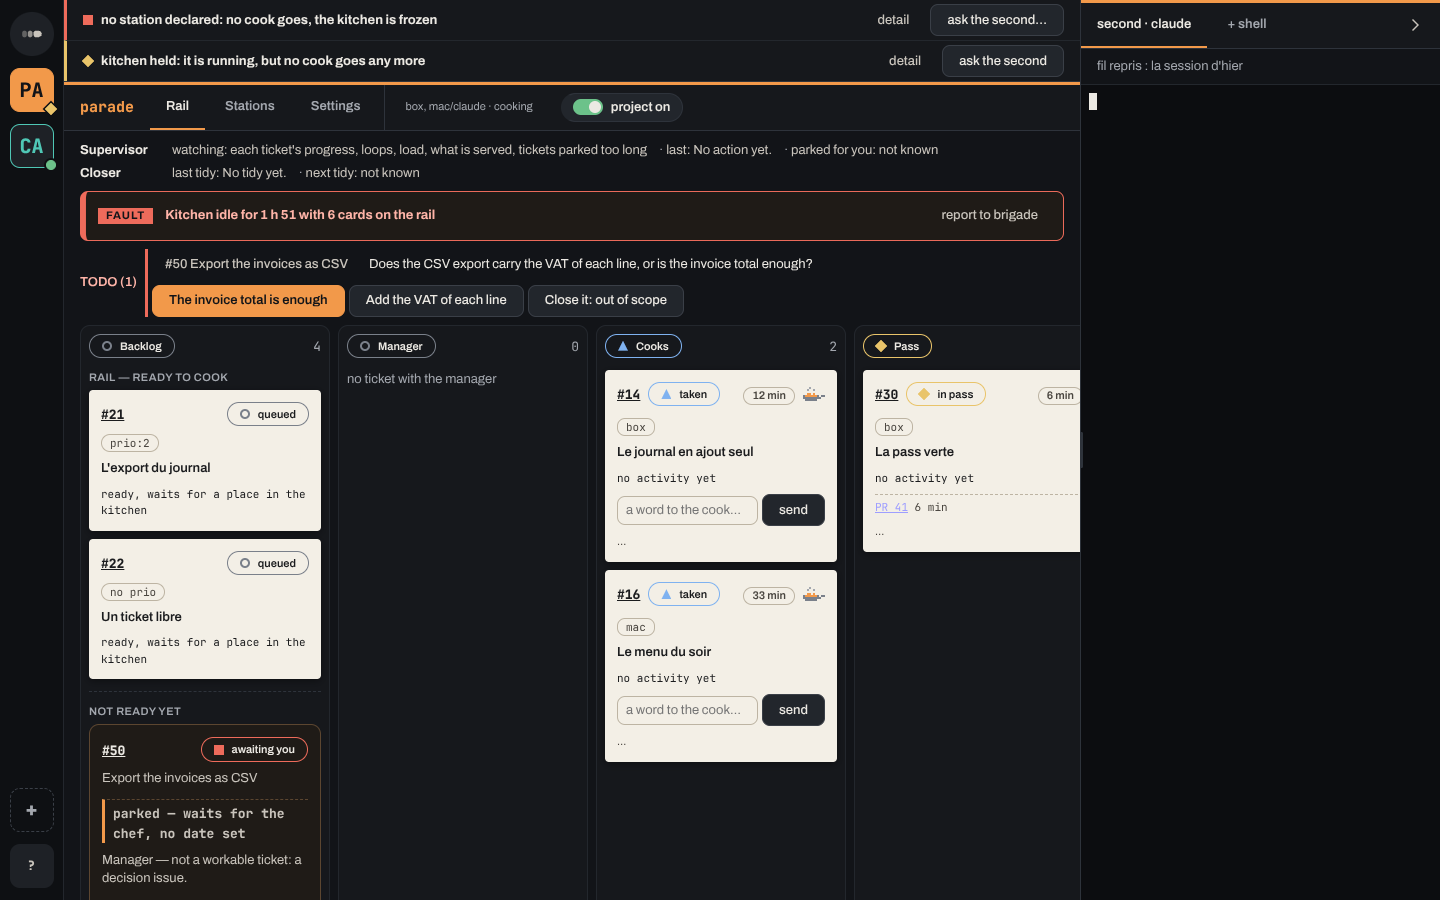 no station declared: no cook goes, the kitchen is frozen
detail
ask the second...
kitchen held: it is running, but no cook goes any more
detail
ask the second
second · claude
+ shell
fil repris : la session d'hier
PA
CA
+
?
parade
Rail
Stations
Settings
box, mac/claude · cooking
project on
Supervisor
watching: each ticket's progress, loops, load, what is served, tickets parked too long · last: No action yet. · parked for you: not known
Closer
last tidy: No tidy yet. · next tidy: not known
FAULT
Kitchen idle for 1 h 51 with 6 cards on the rail
report to brigade
TODO (1)
#50 Export the invoices as CSV
Does the CSV export carry the VAT of each line, or is the invoice total enough?
The invoice total is enough
Add the VAT of each line
Close it: out of scope
Backlog
4
RAIL — READY TO COOK
#21
queued
prio:2
L'export du journal
ready, waits for a place in the
kitchen
#22
queued
no prio
Un ticket libre
ready, waits for a place in the
kitchen
NOT READY YET
#50
awaiting you
Export the invoices as CSV
parked — waits for the
chef, no date set
Manager — not a workable ticket: a
decision issue.
Manager
0
no ticket with the manager
Cooks
2
#14
taken
12 min
box
Le journal en ajout seul
no activity yet
a word to the cook...
send
...
#16
taken
33 min
mac
Le menu du soir
no activity yet
a word to the cook...
send
...
Pass
#30
in pass
6 min
box
La pass verte
no activity yet
PR 41 6 min
...